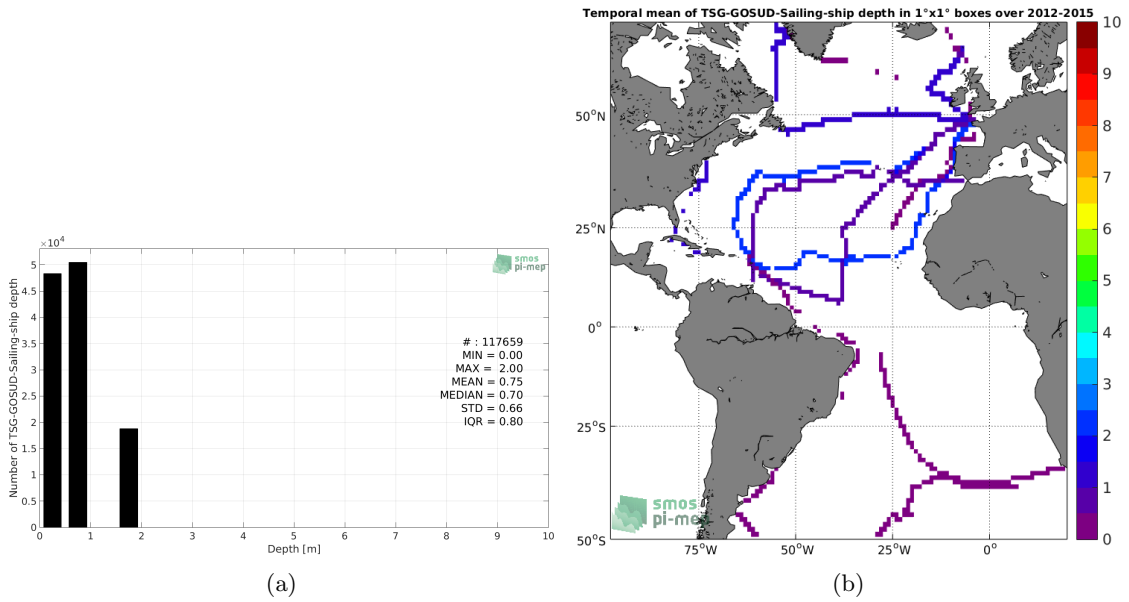 ×10⁴
5
4.5
4
3.5
3
2.5
2
1.5
1
0.5
0
Number of TSG-GOSUD-Sailing-ship depth
smos
pi-mep
# : 117659
MIN = 0.00
MAX = 2.00
MEAN = 0.75
MEDIAN = 0.70
STD = 0.66
IQR = 0.80
0 1 2 3 4 5 6 7 8 9 10
Depth [m]
(a)
Temporal mean of TSG-GOSUD-Sailing-ship depth in 1°x1° boxes over 2012-2015
50°N
25°N
0°
25°S
50°S
75°W 50°W 25°W 0°
smos
pi-mep
10
9
8
7
6
5
4
3
2
1
0
(b)